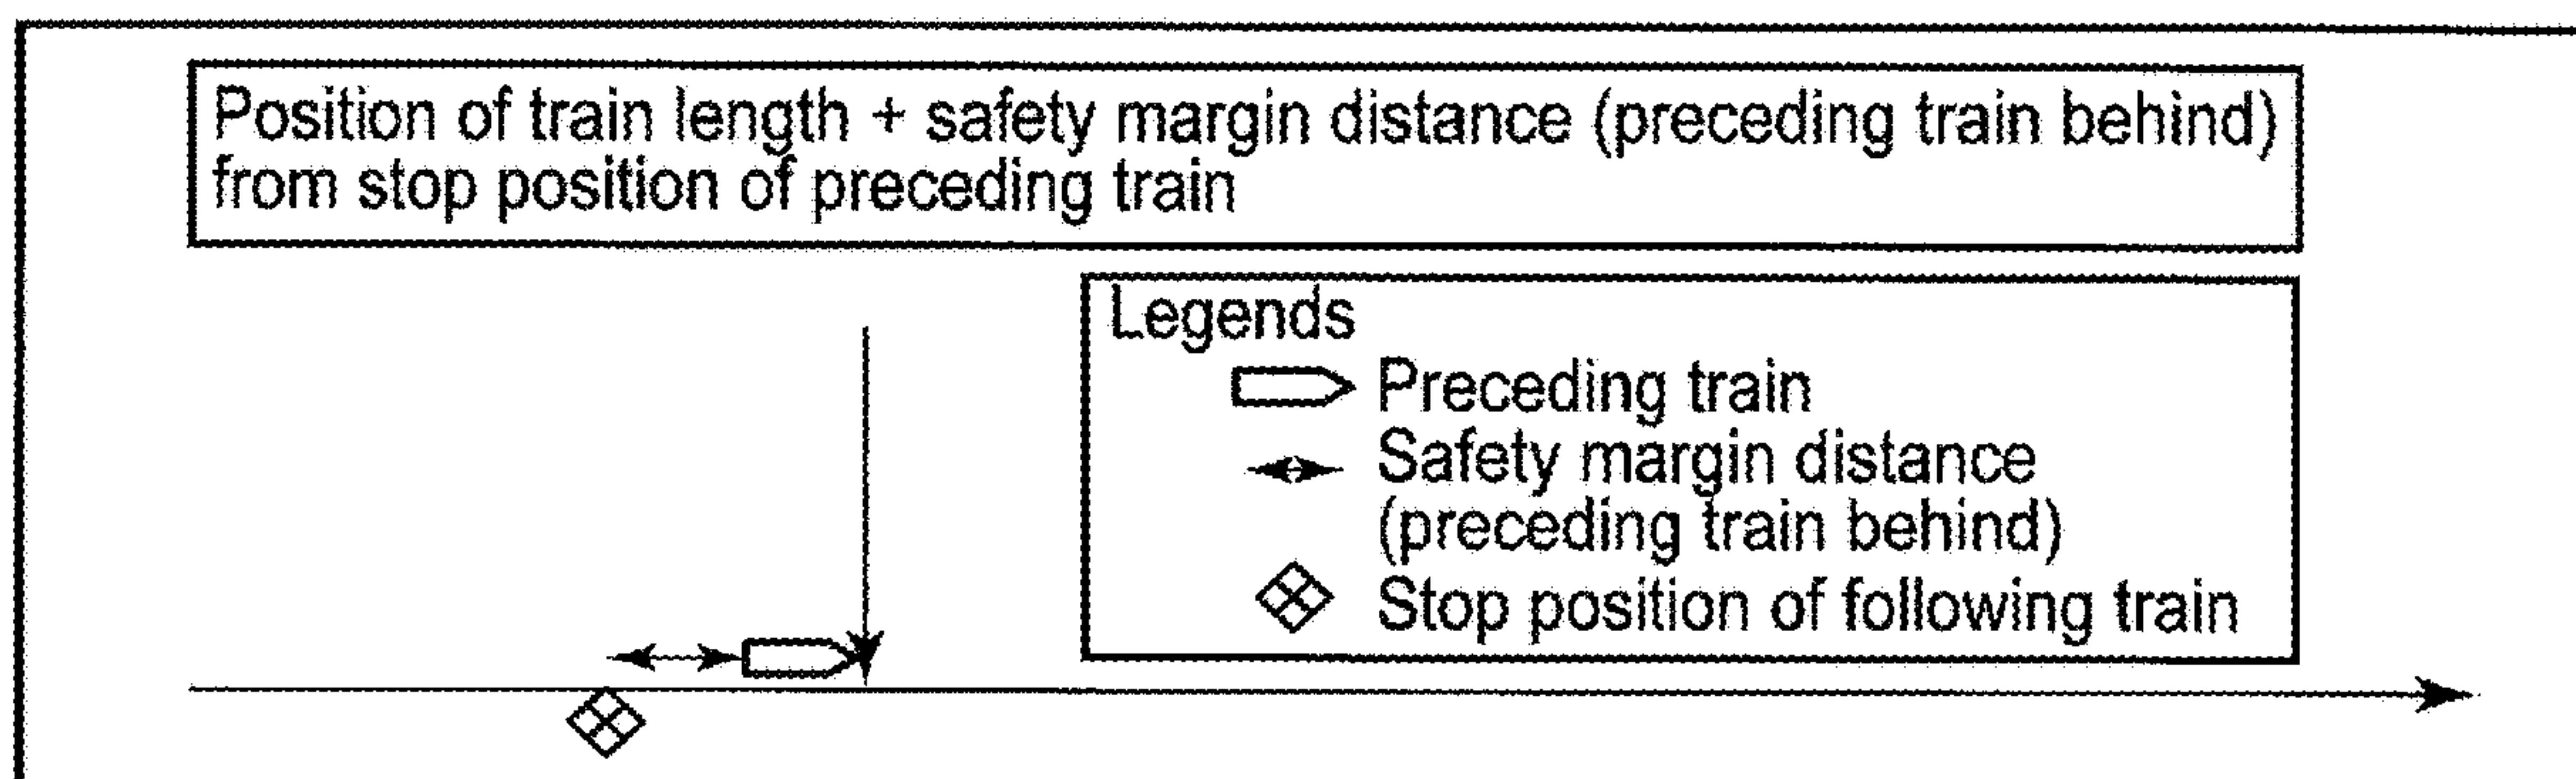 Position of train length + safety margin distance (preceding train behind)
from stop position of preceding train
Legends
Preceding train
Safety margin distance
(preceding train behind)
Stop position of following train